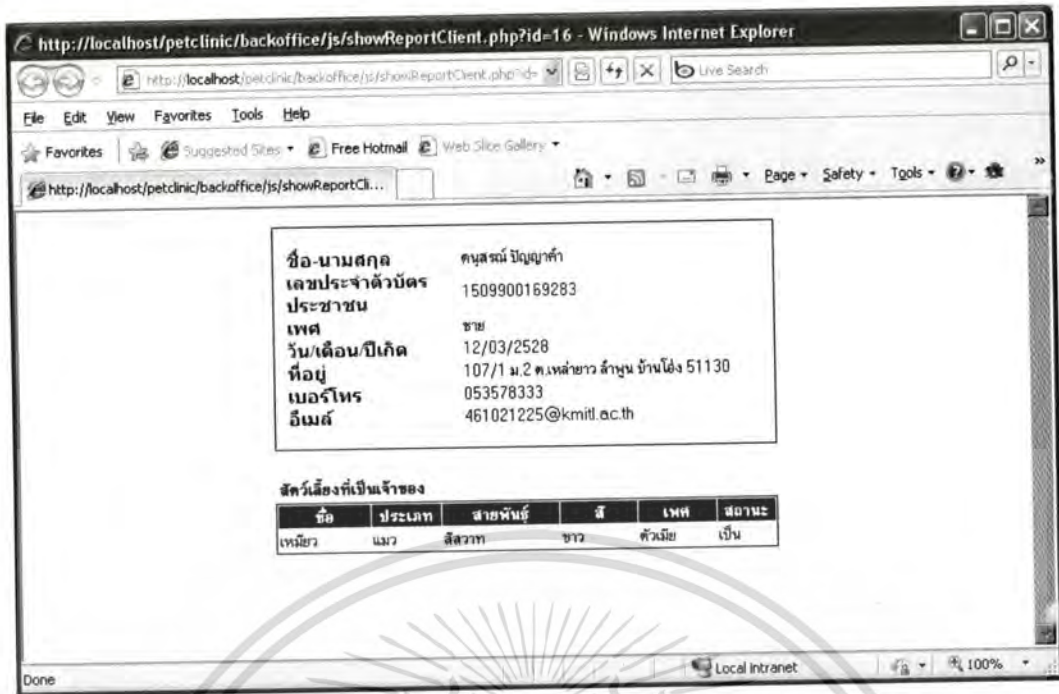 http://localhost/petclinic/backoffice/js/showReportClient.php?id=16 - Windows Internet Explorer
http://localhost/petclinic/backoffice/js/showReportClient.php?id= Live Search
File Edit View Favorites Tools Help
Favorites Suggested Sites Free Hotmail Web Slice Gallery
http://localhost/petclinic/backoffice/js/showReportCli... Page Safety Tools
ชื่อ-นามสกุล ดนุสรณ์ ปัญญาคำ
เลขประจำตัวบัตร
ประชาชน 1509900169283
เพศ ชาย
วัน/เดือน/ปีเกิด 12/03/2528
ที่อยู่ 107/1 ม.2 ต.เหล่ายาว ลำพูน บ้านโฮ่ง 51130
เบอร์โทร 053578333
อีเมล์ 461021225@kmitl.ac.th
สัตว์เลี้ยงที่เป็นเจ้าของ
ชื่อ ประเภท สายพันธุ์ สี เพศ สถานะ
เหมียว แมว สีสวาท ขาว ตัวเมีย เป็น
Done Local intranet 100%